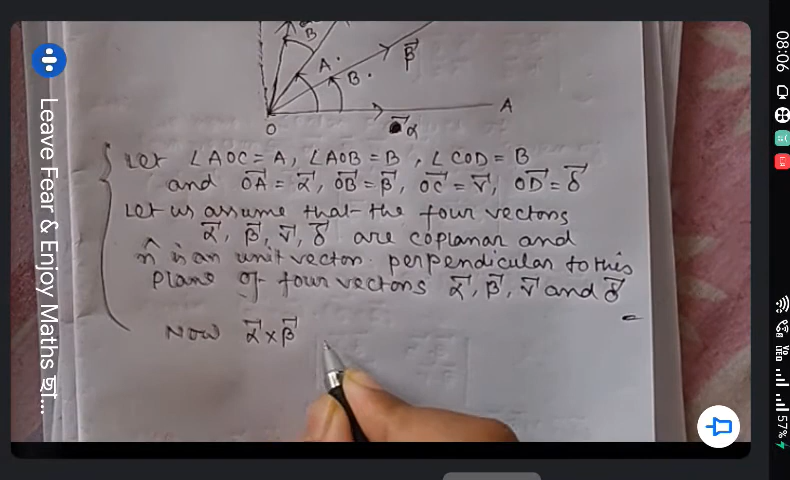 B
A.
B.
β⃗
O
α⃗
A
Let ∠AOC = A, ∠AOB = B, ∠COD = B
and OA⃗ = α⃗, OB⃗ = β⃗, OC⃗ = γ⃗, OD⃗ = δ⃗
Let us assume that the four vectors
α⃗, β⃗, γ⃗, δ⃗ are coplanar and
n̂ is an unit vector perpendicular to this
plane of four vectors α⃗, β⃗, γ⃗ and δ⃗
Now α⃗ × β⃗
Leave Fear & Enjoy Maths ছা...
08:06
57%